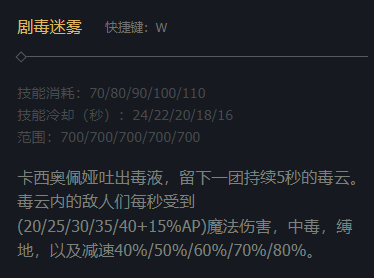 剧毒迷雾 快捷键：W
技能消耗：70/80/90/100/110
技能冷却（秒）：24/22/20/18/16
范围：700/700/700/700/700
卡西奥佩娅吐出毒液，留下一团持续5秒的毒云。
毒云内的敌人们每秒受到
(20/25/30/35/40+15%AP)魔法伤害，中毒，缚
地，以及减速40%/50%/60%/70%/80%。